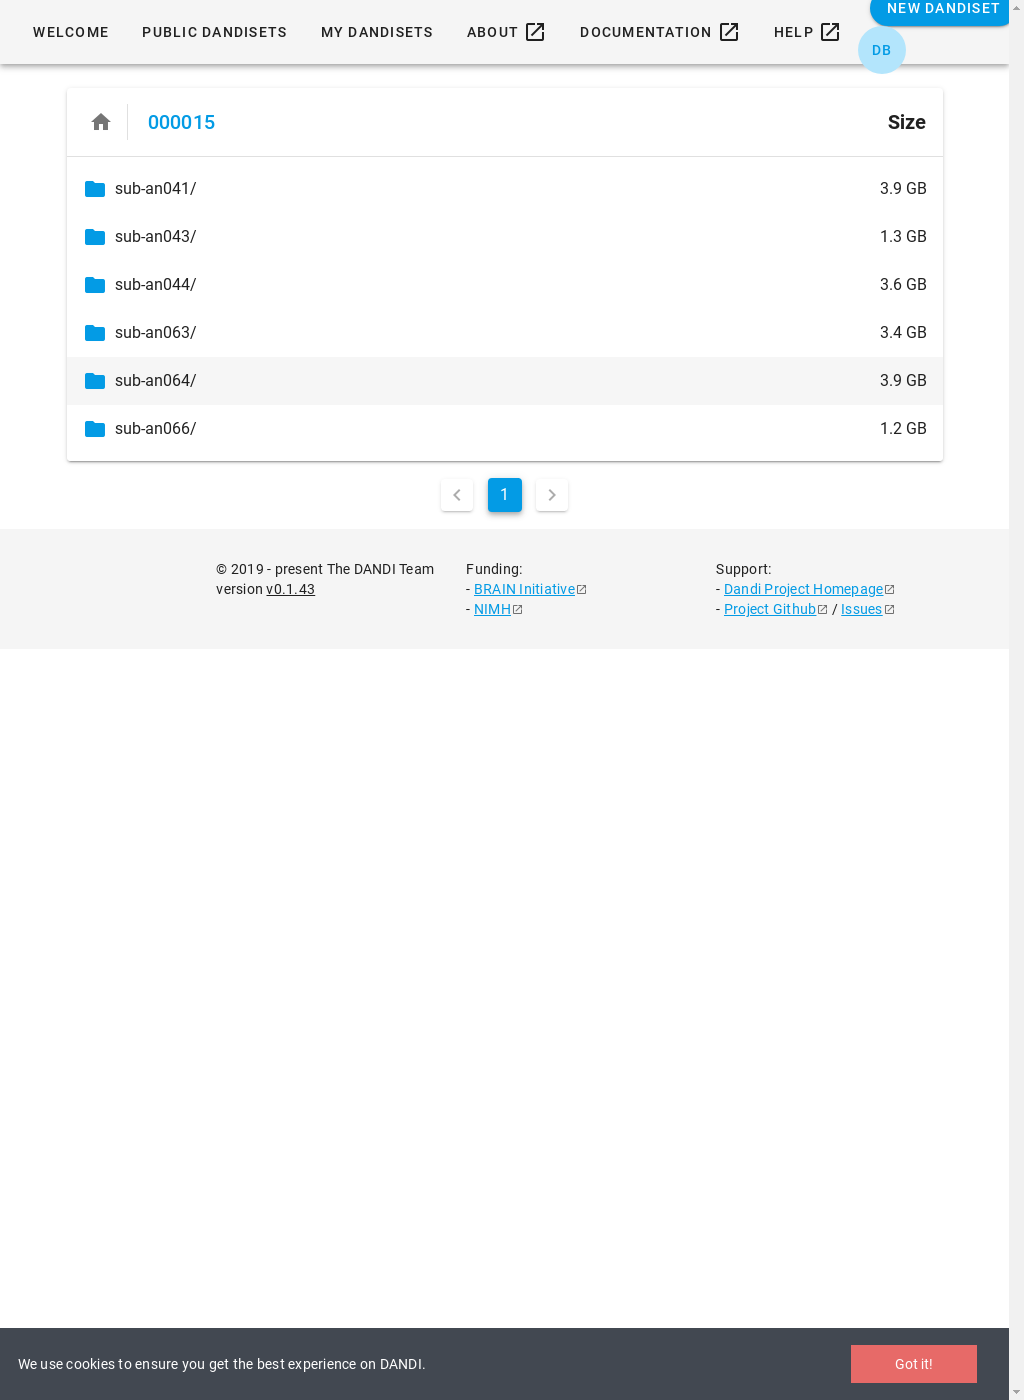 NEW DANDISET
WELCOME PUBLIC DANDISETS MY DANDISETS ABOUT DOCUMENTATION HELP
DB
000015 Size
sub-an041/ 3.9 GB
sub-an043/ 1.3 GB
sub-an044/ 3.6 GB
sub-an063/ 3.4 GB
sub-an064/ 3.9 GB
sub-an066/ 1.2 GB
1
© 2019 - present The DANDI Team
version v0.1.43
Funding:
- BRAIN Initiative
- NIMH
Support:
- Dandi Project Homepage
- Project Github / Issues
We use cookies to ensure you get the best experience on DANDI.
Got it!